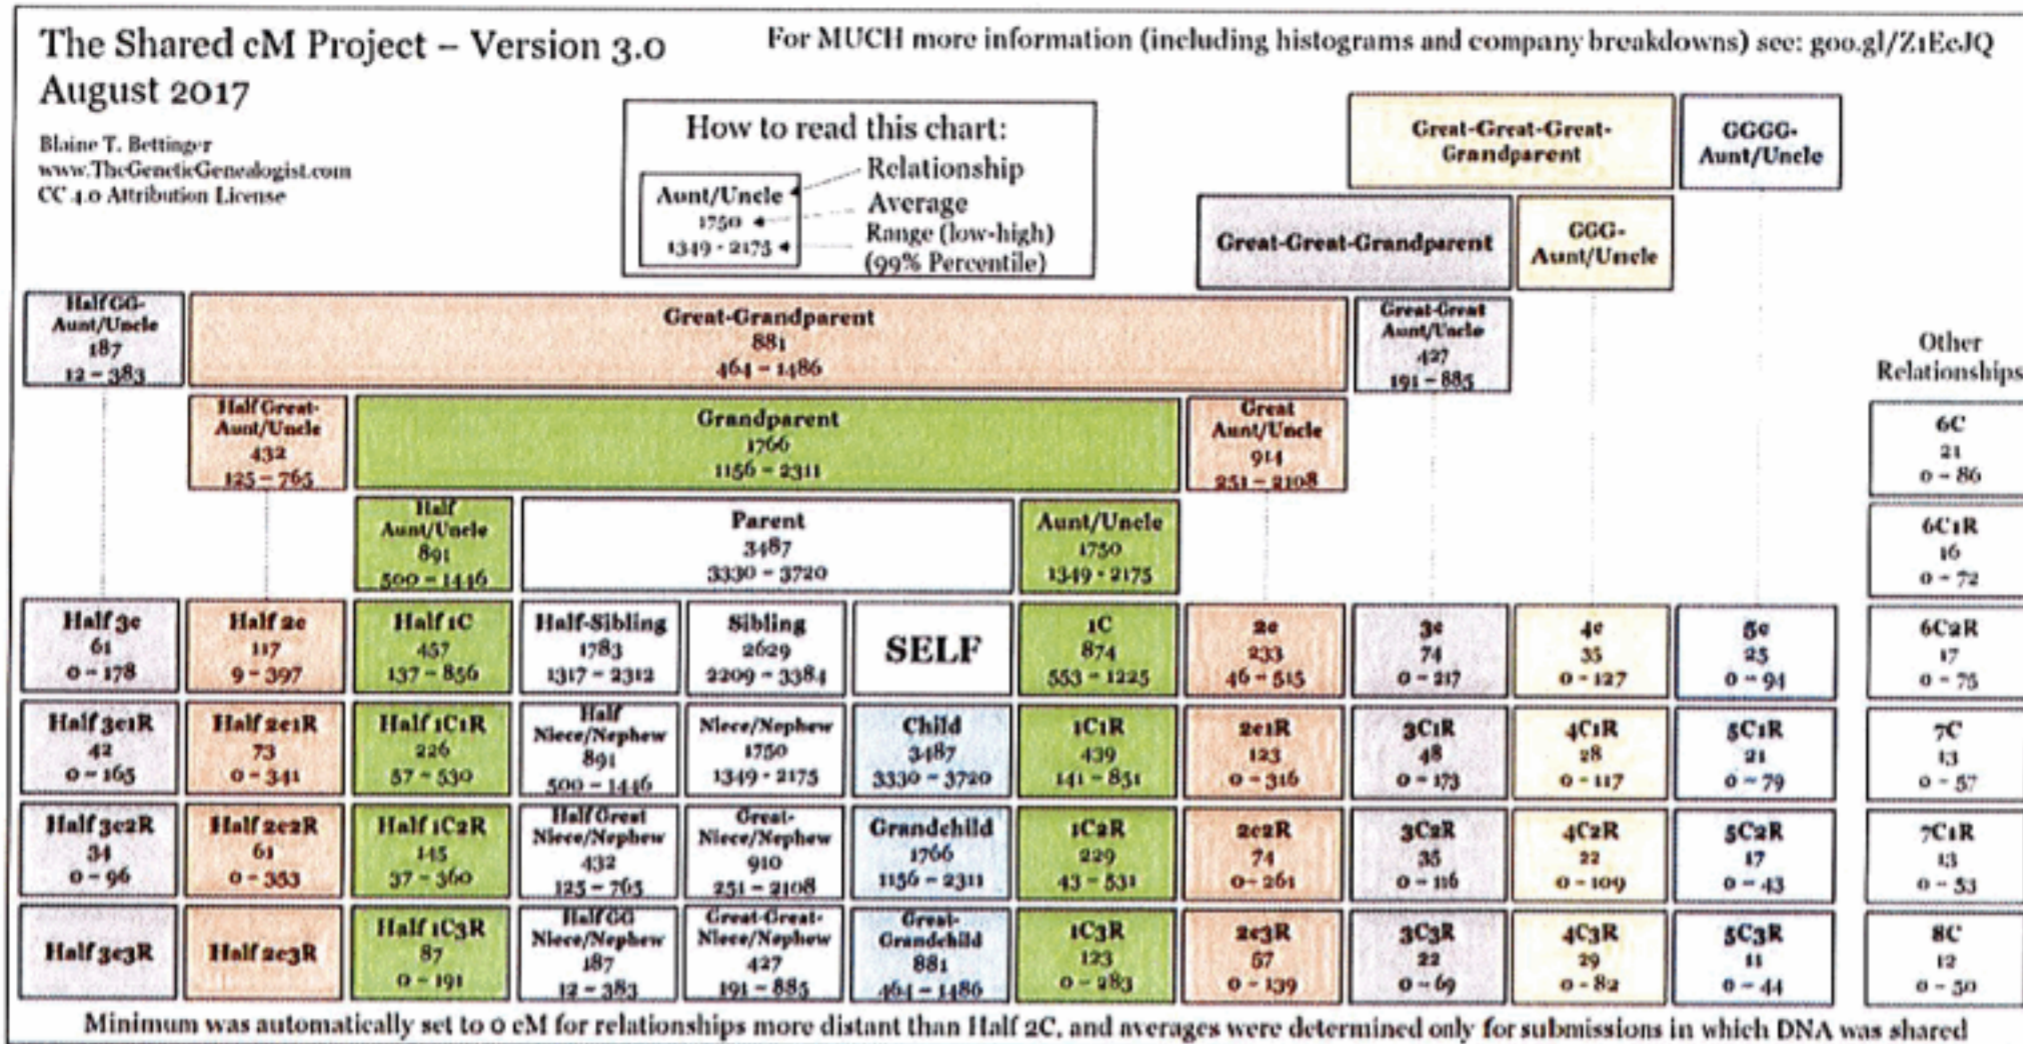 The Shared cM Project – Version 3.0
August 2017
For MUCH more information (including histograms and company breakdowns) see: goo.gl/Z1EcJQ
Blaine T. Bettinger
www.TheGeneticGenealogist.com
CC 4.0 Attribution License
How to read this chart:
Aunt/Uncle
1750
1349 - 2175
Relationship
Average
Range (low-high)
(99% Percentile)
Great-Great-Great-
Grandparent
GGGG-
Aunt/Uncle
Great-Great-Grandparent
GGG-
Aunt/Uncle
Half GG-
Aunt/Uncle
187
12 – 383
Great-Grandparent
881
464 – 1486
Great-Great
Aunt/Uncle
427
191 – 885
Other
Relationships
Half Great-
Aunt/Uncle
432
125 – 765
Grandparent
1766
1156 – 2311
Great
Aunt/Uncle
914
251 – 2108
6C
21
0 – 86
Half
Aunt/Uncle
891
500 – 1446
Parent
3487
3330 – 3720
Aunt/Uncle
1750
1349 - 2175
6C1R
16
0 – 72
Half 3c
61
0 – 178
Half 2c
117
9 – 397
Half 1C
457
137 – 856
Half-Sibling
1783
1317 – 2312
Sibling
2629
2209 – 3384
SELF
1C
874
553 – 1225
2c
233
46 – 515
3c
74
0 – 217
4c
35
0 – 127
5c
25
0 – 94
6C2R
17
0 – 75
Half 3c1R
42
0 – 165
Half 2c1R
73
0 – 341
Half 1C1R
226
57 – 530
Half
Niece/Nephew
891
500 – 1446
Niece/Nephew
1750
1349 - 2175
Child
3487
3330 – 3720
1C1R
439
141 – 851
2c1R
123
0 – 316
3C1R
48
0 – 173
4C1R
28
0 – 117
5C1R
21
0 – 79
7C
13
0 – 57
Half 3c2R
34
0 – 96
Half 2c2R
61
0 – 353
Half 1C2R
145
37 – 360
Half Great
Niece/Nephew
432
125 – 765
Great-
Niece/Nephew
910
251 – 2108
Grandchild
1766
1156 – 2311
1C2R
229
43 – 531
2c2R
74
0 – 261
3C2R
35
0 – 116
4C2R
22
0 – 109
5C2R
17
0 – 43
7C1R
13
0 – 53
Half 3c3R
Half 2c3R
Half 1C3R
87
0 – 191
Half GG
Niece/Nephew
187
12 – 383
Great-Great-
Niece/Nephew
427
191 – 885
Great-
Grandchild
881
464 – 1486
1C3R
123
0 – 283
2c3R
57
0 – 139
3C3R
22
0 – 69
4C3R
29
0 – 82
5C3R
11
0 – 44
8C
12
0 – 50
Minimum was automatically set to 0 cM for relationships more distant than Half 2C, and averages were determined only for submissions in which DNA was shared